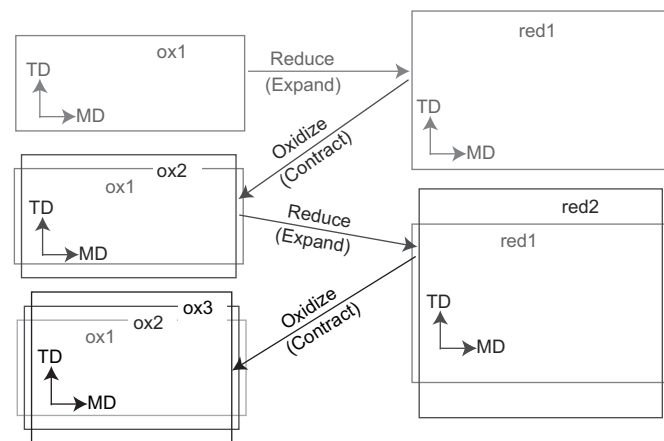 ox1
TD
MD
Reduce
(Expand)
red1
TD
MD
Oxidize
(Contract)
ox2
ox1
TD
MD
Reduce
(Expand)
red2
red1
TD
MD
Oxidize
(Contract)
ox3
ox2
ox1
TD
MD